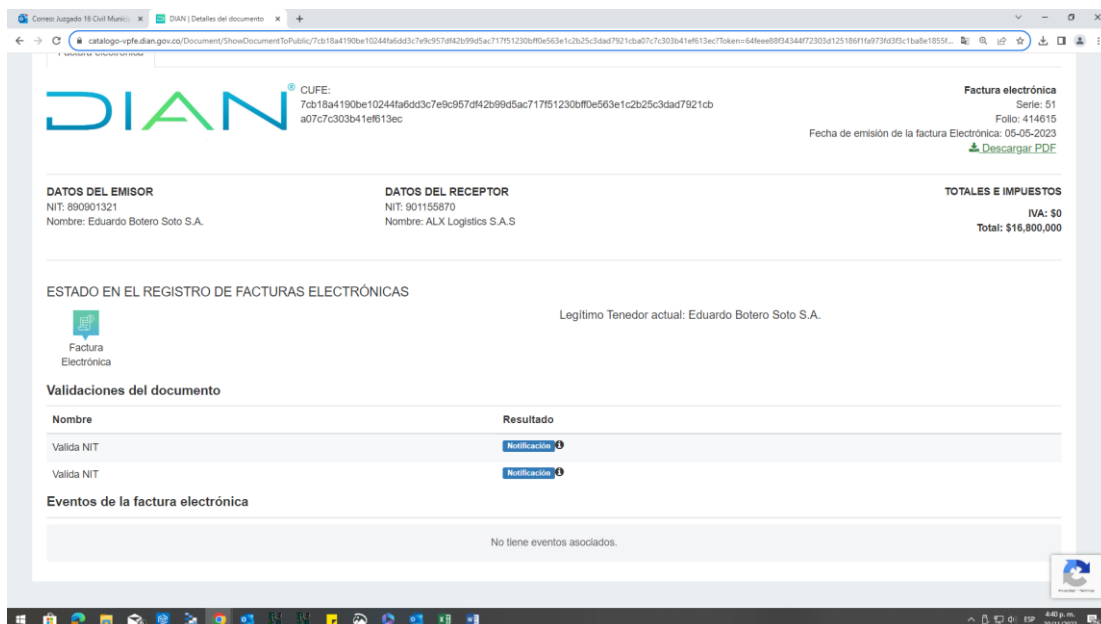 Correo Juzgado 16 Civil Munici
DIAN | Detalles del documento
catalogo-vpfe.dian.gov.co/Document/ShowDocumentToPublic/7cb18a4190be10244fa6dd3c7e9c957df42b99d5ac717f51230bff0e563e1c2b25c3dad7921cba07c7c303b41ef613ec?Token=64feee88f34344f72303d125186f1fa973fd3f3c1ba8e1855f...
Factura electrónica
DIAN®
CUFE:
7cb18a4190be10244fa6dd3c7e9c957df42b99d5ac717f51230bff0e563e1c2b25c3dad7921cb
a07c7c303b41ef613ec
Factura electrónica
Serie: 51
Folio: 414615
Fecha de emisión de la factura Electrónica: 05-05-2023
Descargar PDF
DATOS DEL EMISOR
NIT: 890901321
Nombre: Eduardo Botero Soto S.A.
DATOS DEL RECEPTOR
NIT: 901155870
Nombre: ALX Logistics S.A.S
TOTALES E IMPUESTOS
IVA: $0
Total: $16,800,000
ESTADO EN EL REGISTRO DE FACTURAS ELECTRÓNICAS
Factura
Electrónica
Legítimo Tenedor actual: Eduardo Botero Soto S.A.
Validaciones del documento
Nombre Resultado
Valida NIT Notificación
Valida NIT Notificación
Eventos de la factura electrónica
No tiene eventos asociados.
ESP
4:40 p. m.